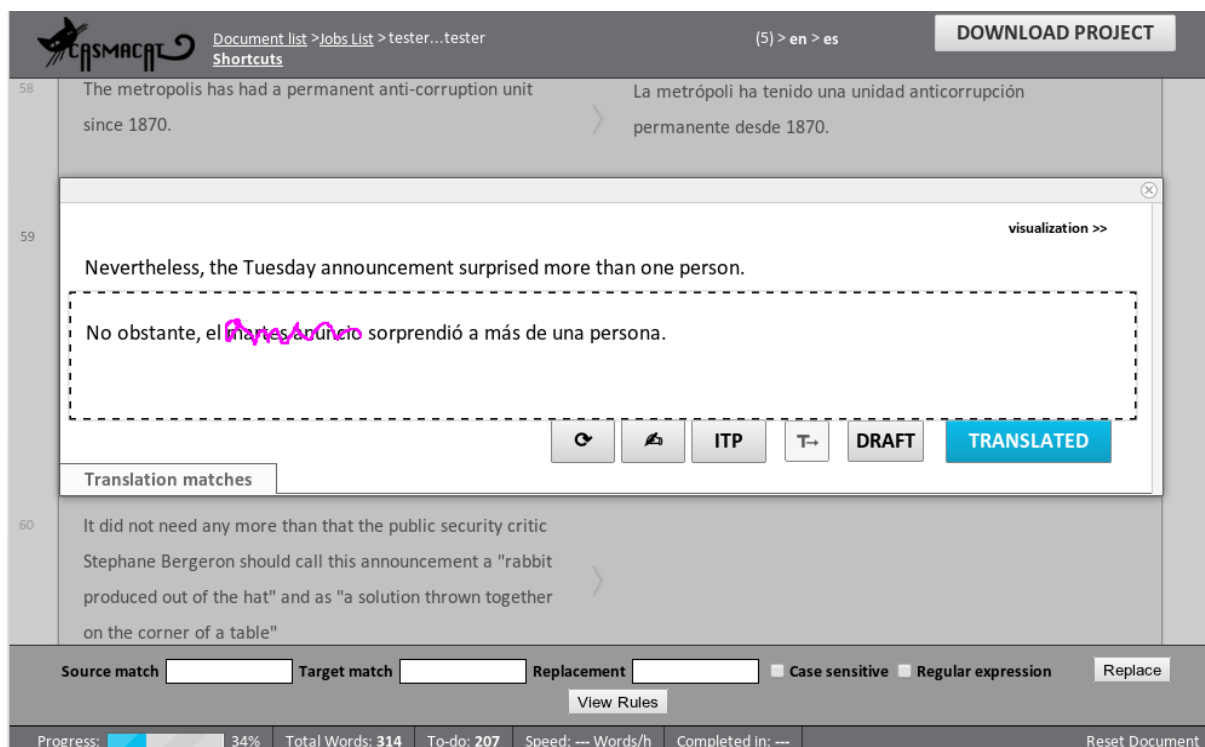 CASMACAT
Document list >Jobs List > tester...tester
Shortcuts
(5) > en > es
DOWNLOAD PROJECT
58
The metropolis has had a permanent anti-corruption unit
since 1870.
La metrópoli ha tenido una unidad anticorrupción
permanente desde 1870.
59
visualization >>
Nevertheless, the Tuesday announcement surprised more than one person.
No obstante, el martes anuncio sorprendió a más de una persona.
ITP
T→
DRAFT
TRANSLATED
Translation matches
60
It did not need any more than that the public security critic
Stephane Bergeron should call this announcement a "rabbit
produced out of the hat" and as "a solution thrown together
on the corner of a table"
Source match
Target match
Replacement
Case sensitive
Regular expression
Replace
View Rules
Progress: 34% Total Words: 314 To-do: 207 Speed: --- Words/h Completed in: --- Reset Document